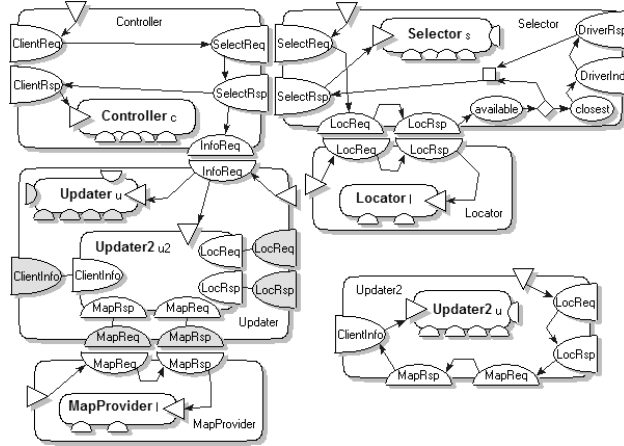 Controller
ClientReq
SelectReq
ClientRsp
SelectRsp
Controller c
InfoReq
Selector
Selector s
SelectReq
DriverRsp
DriverInd
SelectRsp
available
closest
LocReq
LocRsp
LocReq
LocRsp
Locator l
Locator
InfoReq
Updater u
Updater2 u2
LocReq
LocReq
ClientInfo
ClientInfo
LocRsp
LocRsp
MapRsp
MapReq
Updater
MapReq
MapRsp
MapReq
MapRsp
MapProvider l
MapProvider
Updater2
Updater2 u
LocReq
ClientInfo
LocRsp
MapRsp
MapReq